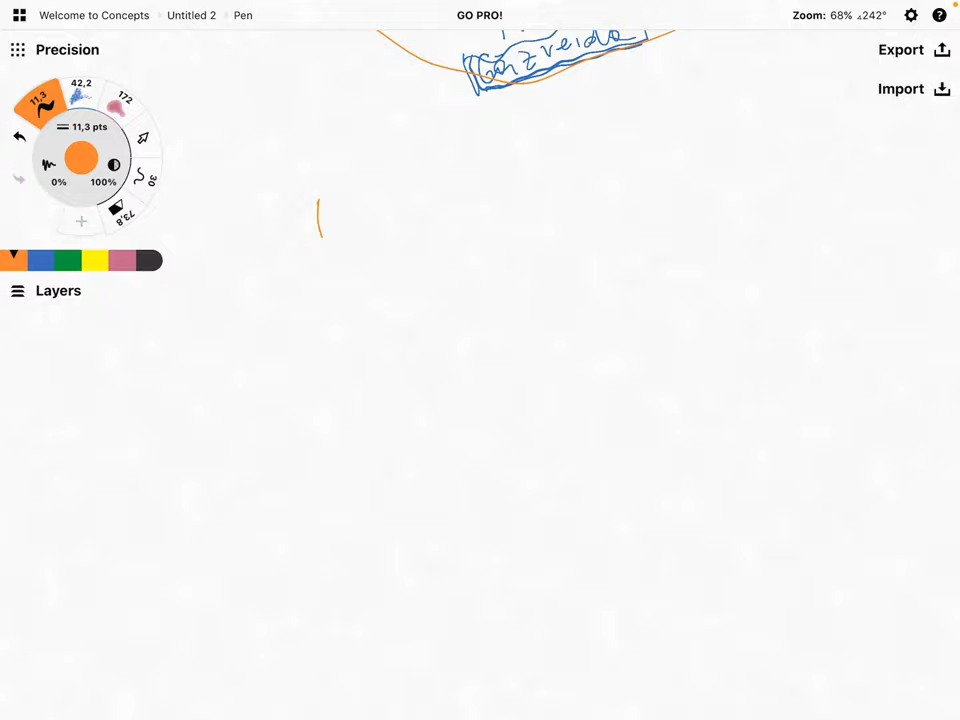 Welcome to Concepts › Untitled 2 › Pen
GO PRO!
Zoom: 68% ⊿242°
Precision
Export
Import
11,3
42,2
172
11,3 pts
0%
100%
30
73,8
Layers